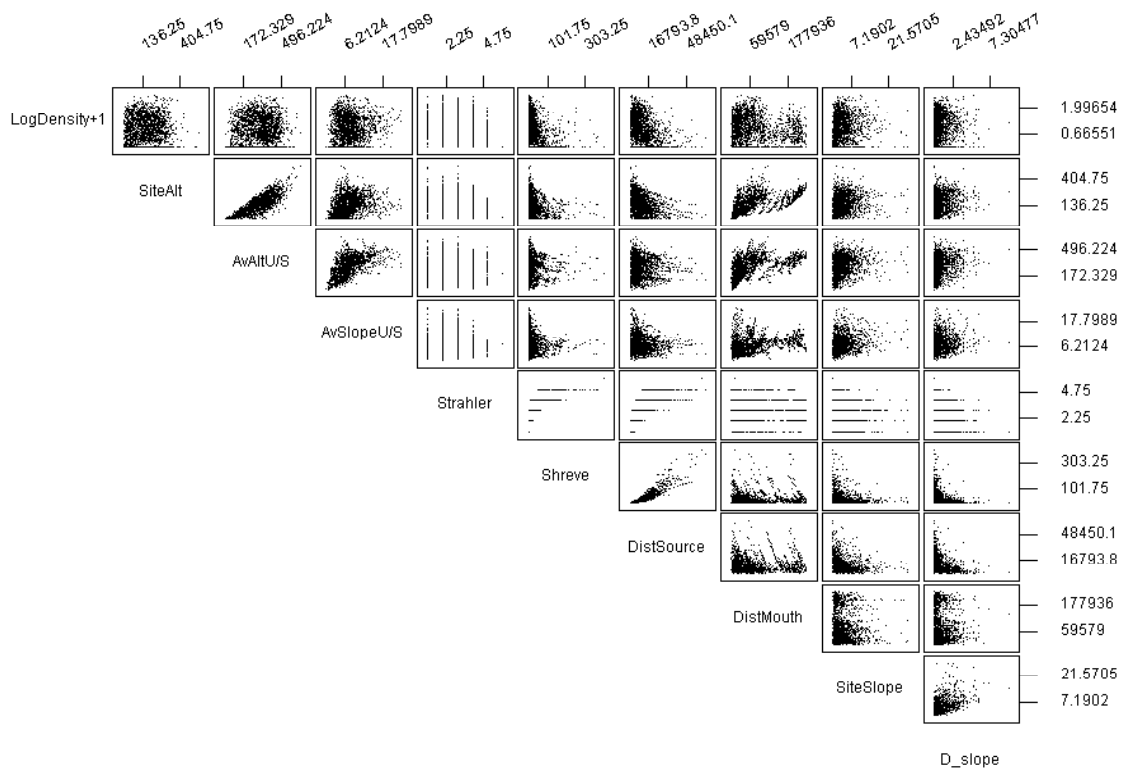 136.25 404.75 172.329 496.224 6.2124 17.7989 2.25 4.75 101.75 303.25 16793.8 48450.1 59579 177936 7.1902 21.5705 2.43492 7.30477
LogDensity+1
1.99654
0.66551
SiteAlt
404.75
136.25
AvAltU/S
496.224
172.329
AvSlopeU/S
17.7989
6.2124
Strahler
4.75
2.25
Shreve
303.25
101.75
DistSource
48450.1
16793.8
DistMouth
177936
59579
SiteSlope
21.5705
7.1902
D_slope